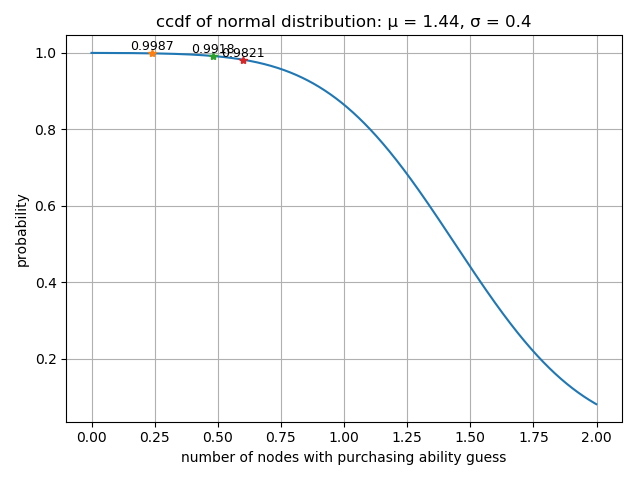 ccdf of normal distribution: μ = 1.44, σ = 0.4
0.9987
0.9918
0.9821
1.0
0.8
0.6
0.4
0.2
probability
0.00 0.25 0.50 0.75 1.00 1.25 1.50 1.75 2.00
number of nodes with purchasing ability guess